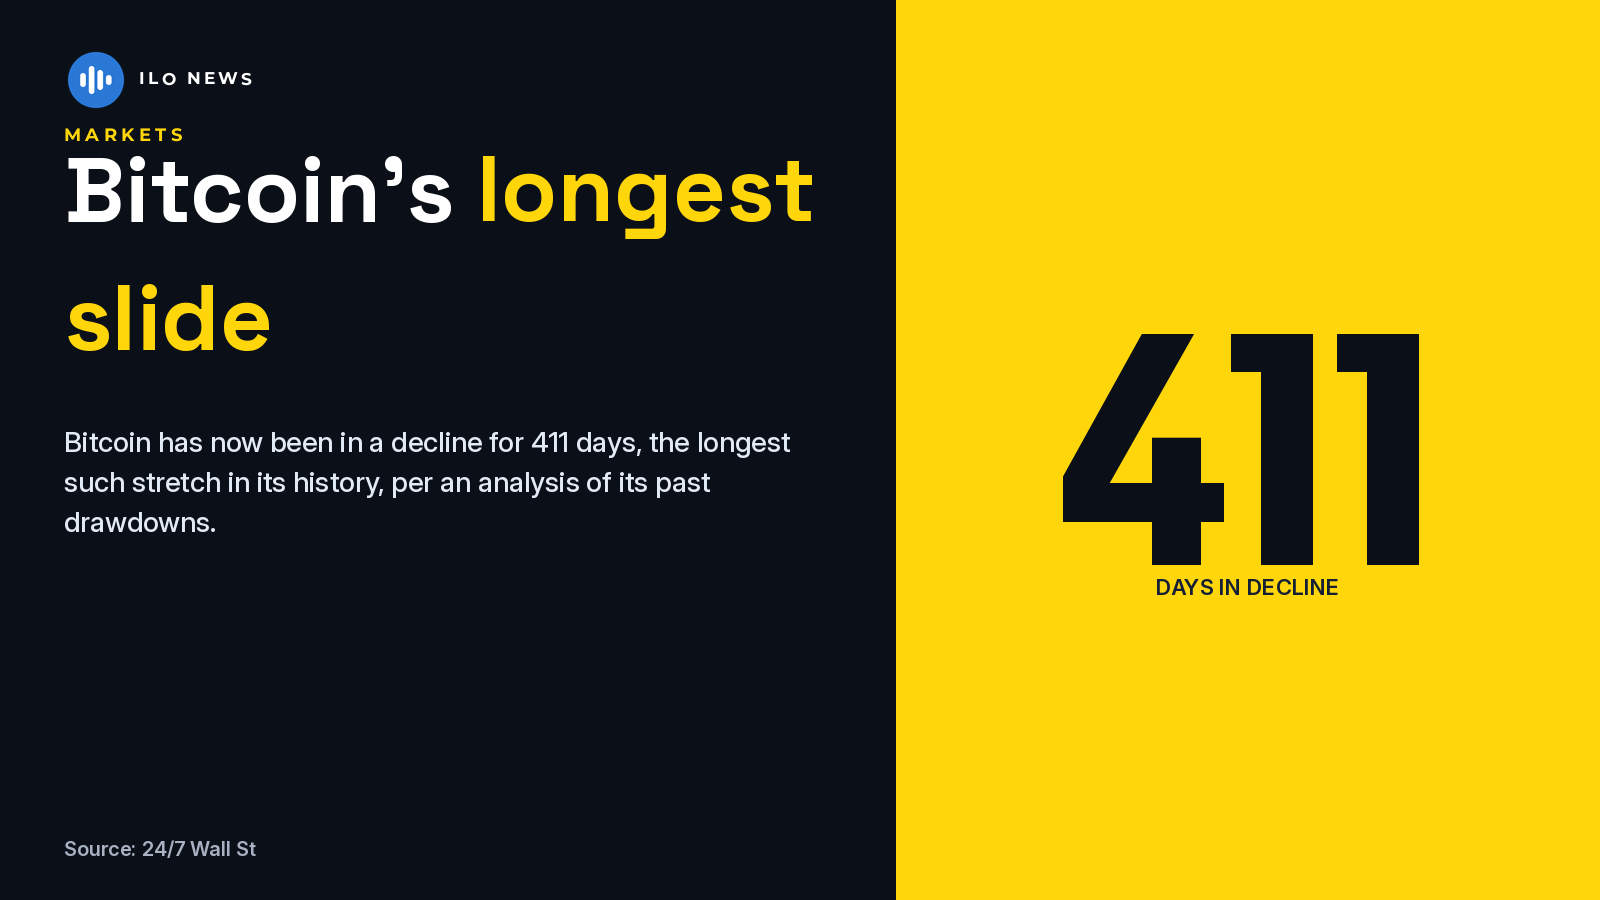 ILO NEWS
MARKETS
Bitcoin’s longest
slide
Bitcoin has now been in a decline for 411 days, the longest
such stretch in its history, per an analysis of its past
drawdowns.
Source: 24/7 Wall St
411
DAYS IN DECLINE